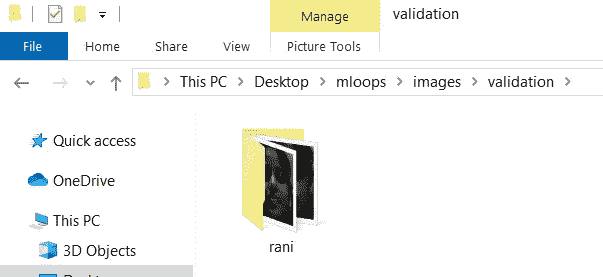 Manage
validation
File
Home
Share
View
Picture Tools
This PC > Desktop > mloops > images > validation >
Quick access
OneDrive
This PC
3D Objects
rani